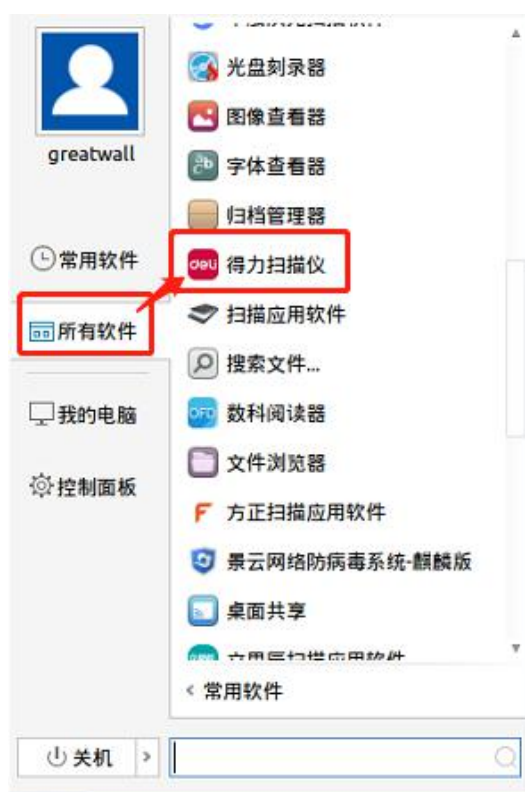 greatwall
常用软件
所有软件
我的电脑
控制面板
光盘刻录器
图像查看器
字体查看器
归档管理器
deli 得力扫描仪
扫描应用软件
搜索文件...
OFD 数科阅读器
文件浏览器
方正扫描应用软件
景云网络防病毒系统-麒麟版
桌面共享
< 常用软件
关机 >